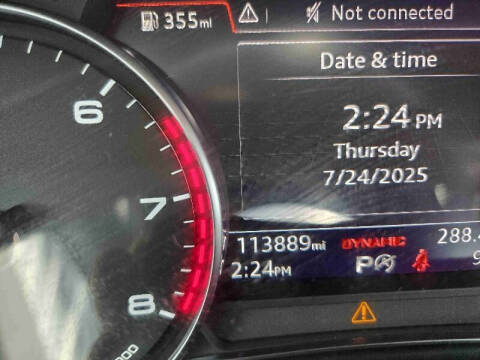 355mi
Not connected
Date & time
6
2:24 PM
Thursday
7/24/2025
7
113889mi DYNAMIC 288.
2:24PM P
8